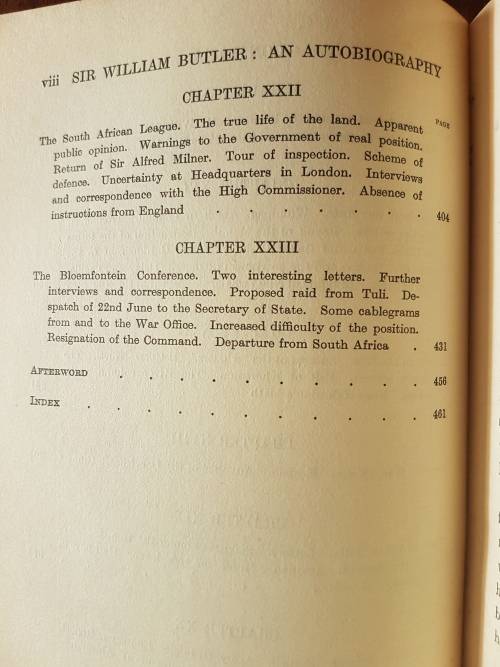 viii SIR WILLIAM BUTLER: AN AUTOBIOGRAPHY
CHAPTER XXII
PAGE
The South African League. The true life of the land. Apparent
public opinion. Warnings to the Government of real position.
Return of Sir Alfred Milner. Tour of inspection. Scheme of
defence. Uncertainty at Headquarters in London. Interviews
and correspondence with the High Commissioner. Absence of
instructions from England . . . . . . 404
CHAPTER XXIII
The Bloemfontein Conference. Two interesting letters. Further
interviews and correspondence. Proposed raid from Tuli. De-
spatch of 22nd June to the Secretary of State. Some cablegrams
from and to the War Office. Increased difficulty of the position.
Resignation of the Command. Departure from South Africa . 431
AFTERWORD . . . . . . . . . . 456
INDEX . . . . . . . . . . . 461